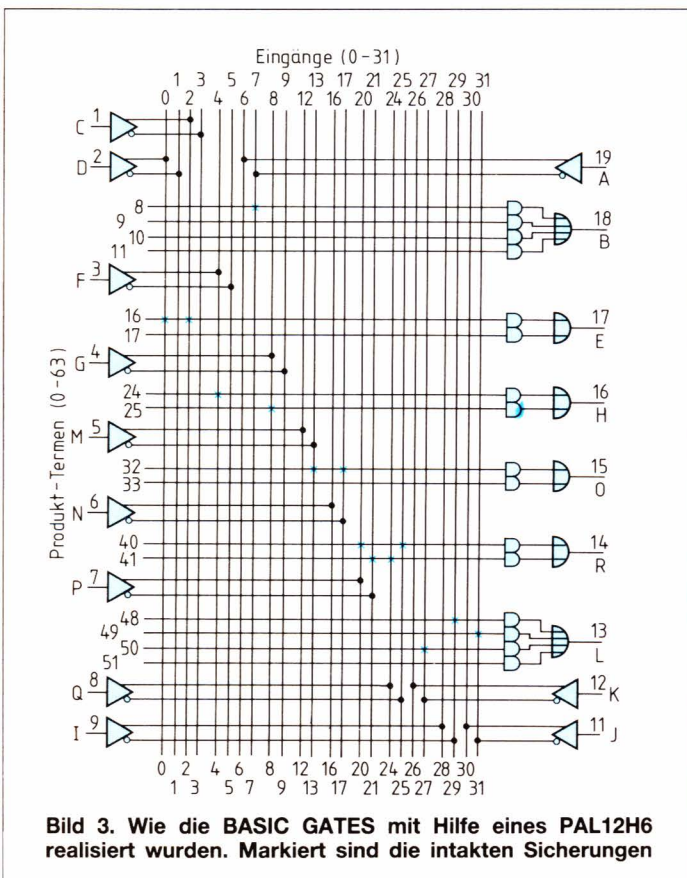 Eingänge (0-31)
1 3 5 7 9 13 17 21 25 27 29 31
0 2 4 6 8 12 16 20 24 26 28 30
C 1
D 2
19 A
8
9
10
11
18 B
F 3
16
17
17 E
G 4
24
25
16 H
M 5
32
33
15 O
N 6
40
41
14 R
P 7
48
49
50
51
13 L
Q 8
12 K
I 9
11 J
Produkt-Termen (0-63)
0 2 4 6 8 12 16 20 24 26 28 30
1 3 5 7 9 13 17 21 25 27 29 31
Bild 3. Wie die BASIC GATES mit Hilfe eines PAL12H6
realisiert wurden. Markiert sind die intakten Sicherungen